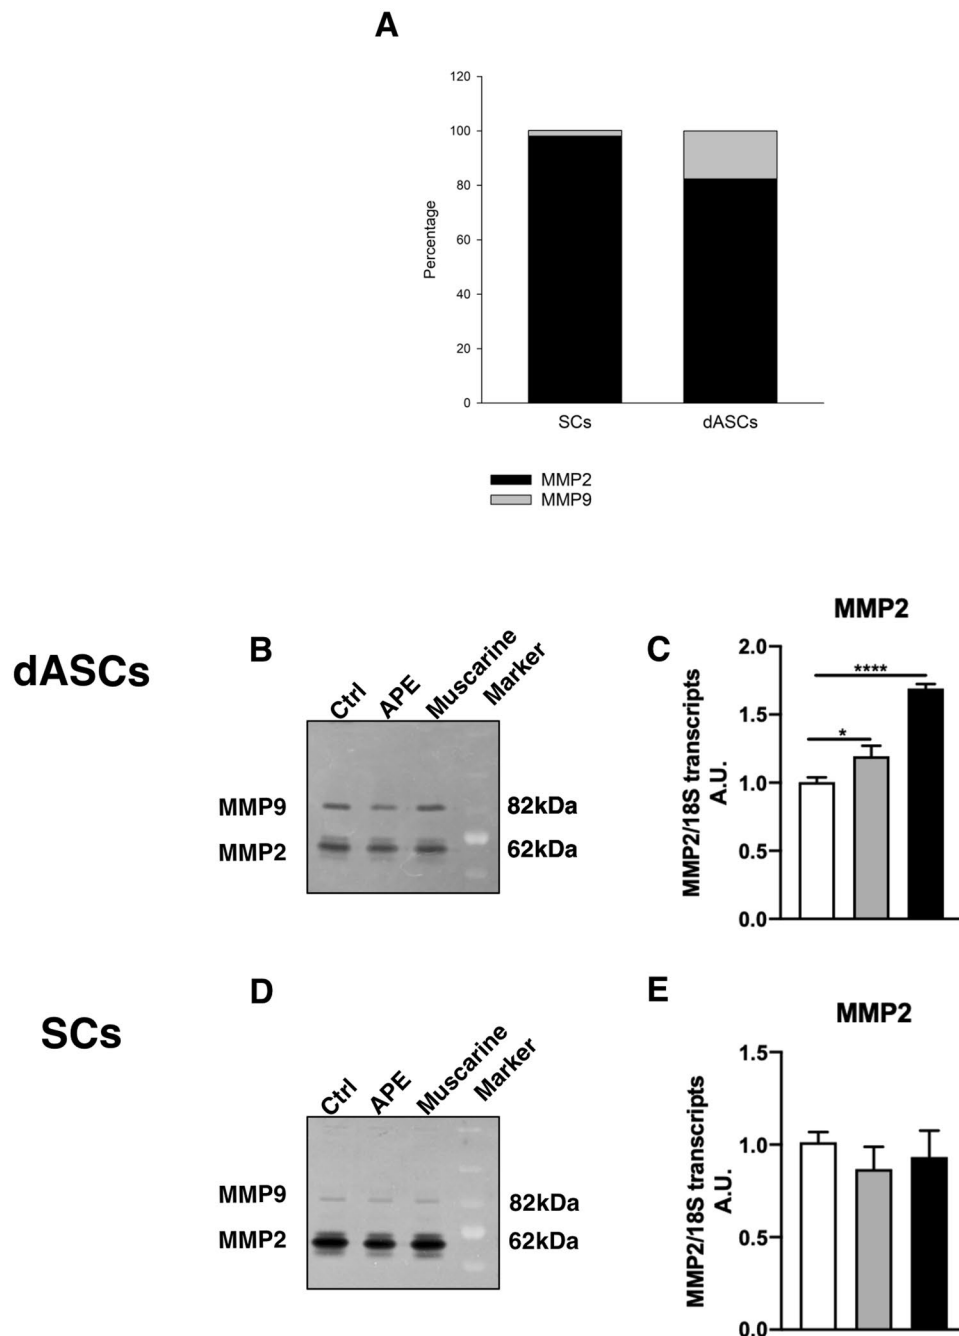 A
120
100
80
60
40
20
0
Percentage
SCs dASCs
MMP2
MMP9
dASCs
B
Ctrl
APE
Muscarine
Marker
MMP9
MMP2
82kDa
62kDa
C
MMP2
MMP2/18S transcripts
A.U.
2.0
1.5
1.0
0.5
0.0
*
****
SCs
D
Ctrl
APE
Muscarine
Marker
MMP9
MMP2
82kDa
62kDa
E
MMP2
MMP2/18S transcripts
A.U.
1.5
1.0
0.5
0.0